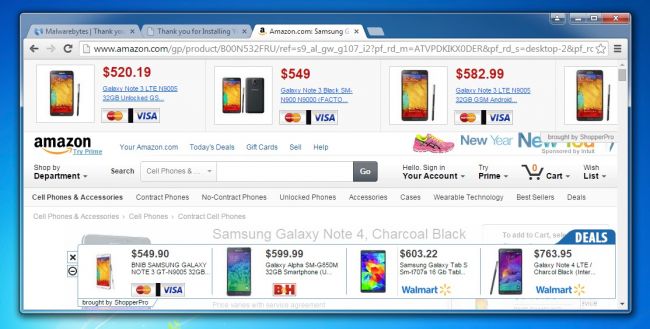 Malwarebytes | Thank you
Thank you for Installing
Amazon.com: Samsung G
www.amazon.com/gp/product/B00N532FRU/ref=s9_al_gw_g107_i2?pf_rd_m=ATVPDKIKX0DER&pf_rd_s=desktop-2&pf_rc
$520.19
Galaxy Note 3 LTE N9005
32GB Unlocked GS...
MasterCard VISA
$549
Galaxy Note 3 Black SM-
N900 N9000 (FACTO...
MasterCard VISA
$582.99
Galaxy Note 3 LTE N9005
32GB GSM Android...
MasterCard VISA
amazon
Try Prime
Your Amazon.com Today's Deals Gift Cards Sell Help
New Year New You
brought by ShopperPro
Sponsored by Intuit
Shop by
Department
Search
Cell Phones & ...
Go
Hello. Sign in
Your Account
Try
Prime
0
Cart
Wish
List
Cell Phones & Accessories Contract Phones No-Contract Phones Unlocked Phones Accessories Cases Wearable Technology Best Sellers Deals
Cell Phones & Accessories › Cell Phones › Contract Cell Phones
Samsung Galaxy Note 4, Charcoal Black
To add to Cart, sel
DEALS
$549.90
BNIB SAMSUNG GALAXY
NOTE 3 GT-N9005 32GB...
MasterCard VISA
$599.99
Galaxy Alpha SM-G850M
32GB Smartphone (U...
B&H
$603.22
Samsung Galaxy Tab S
Sm-t707a 16 Gb Tabl...
Walmart
$763.95
Galaxy Note 4 LTE /
Charcol Black (Inter...
Walmart
brought by ShopperPro
Price varies with service agreement